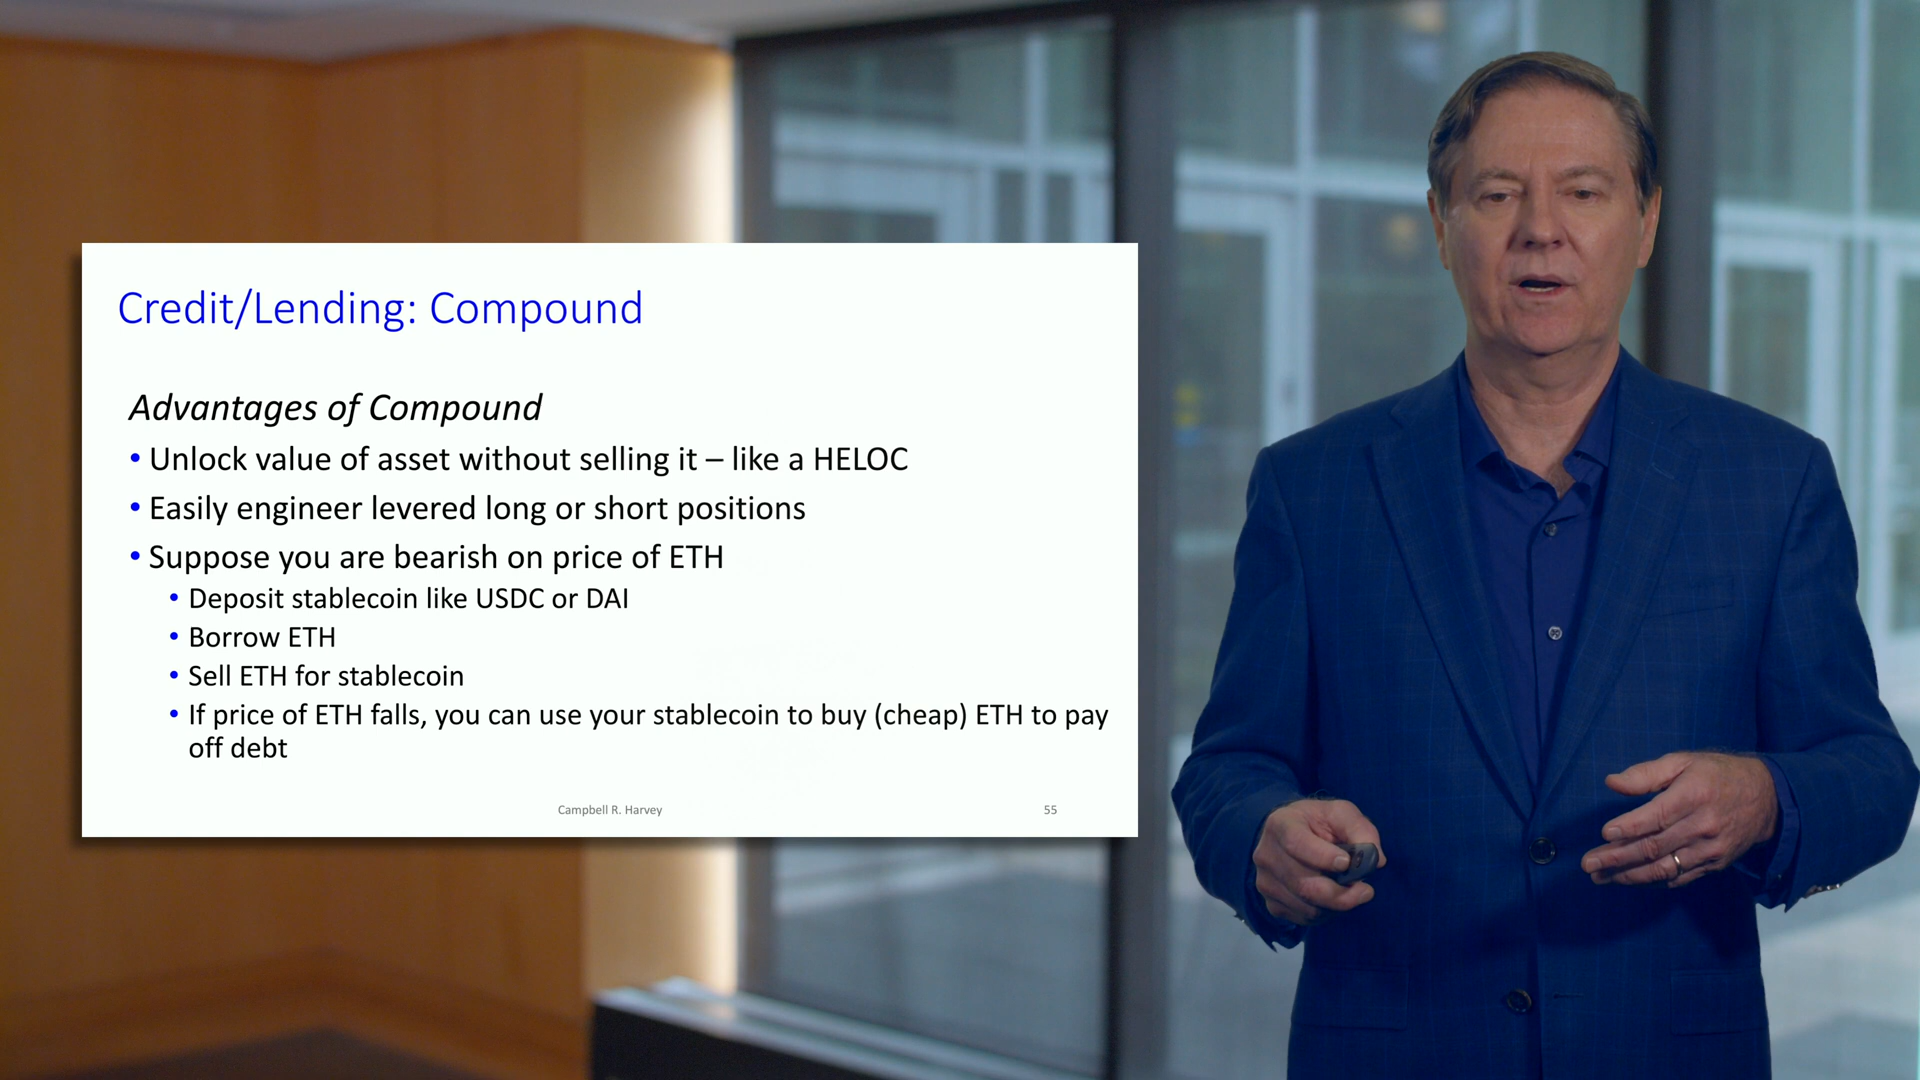 Credit/Lending: Compound
Advantages of Compound
• Unlock value of asset without selling it – like a HELOC
• Easily engineer levered long or short positions
• Suppose you are bearish on price of ETH
• Deposit stablecoin like USDC or DAI
• Borrow ETH
• Sell ETH for stablecoin
• If price of ETH falls, you can use your stablecoin to buy (cheap) ETH to pay
off debt
Campbell R. Harvey
55